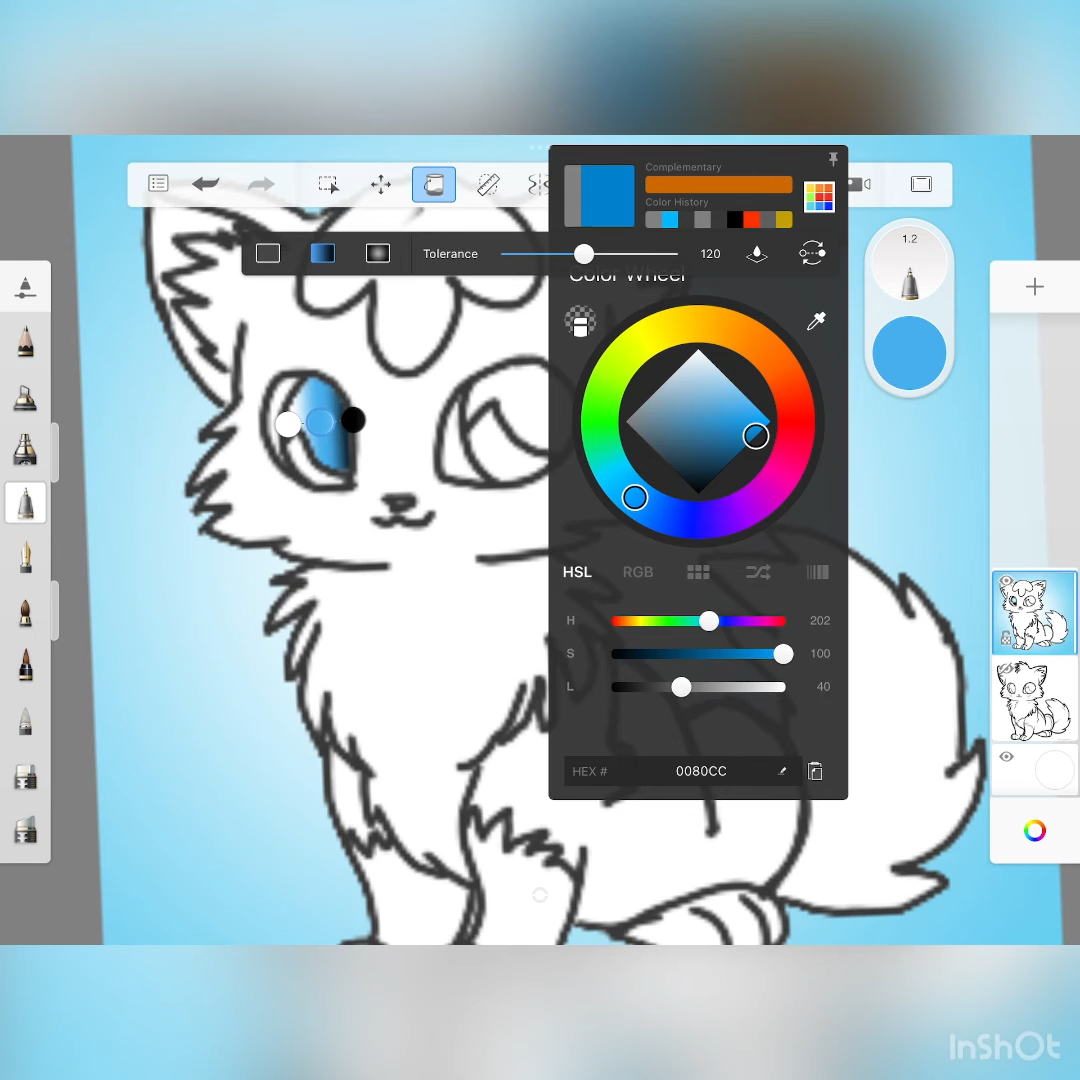 Complementary
Color History
1.2
Tolerance
120
Color Wheel
HSL
RGB
H
202
S
100
L
40
HEX #
0080CC
InShOt